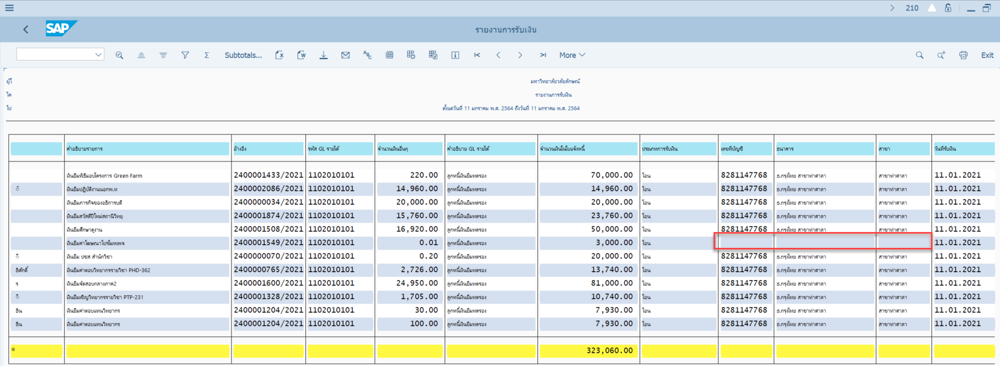 210
SAP
รายงานการรับเงิน
Subtotals... More Exit
ผู้ใ มหาวิทยาลัยวลัยลักษณ์
ใค รายงานการรับเงิน
โป ตั้งแต่วันที่ 11 มกราคม พ.ศ. 2564 ถึงวันที่ 11 มกราคม พ.ศ. 2564
คำอธิบายรายการ อ้างอิง รหัส GL รายได้ จำนวนเงินอื่นๆ คำอธิบาย GL รายได้ จำนวนเงินในใบแจ้งหนี้ ประเภทการรับเงิน เลขที่บัญชี ธนาคาร สาขา วันที่รับเงิน
เงินยืมพิธีมอบโครงการ Green Farm 2400001433/2021 1102010101 220.00 ลูกหนี้เงินยืมทดรอง 70,000.00 โอน 8281147768 ธ.กรุงไทย สาขาท่าศาลา สาขาท่าศาลา 11.01.2021
เงินยืมปฏิบัติงานนอกพ.ท 2400002086/2021 1102010101 14,960.00 ลูกหนี้เงินยืมทดรอง 14,960.00 โอน 8281147768 ธ.กรุงไทย สาขาท่าศาลา สาขาท่าศาลา 11.01.2021
เงินยืมภารกิจของอธิการบดี 2400000034/2021 1102010101 20,000.00 ลูกหนี้เงินยืมทดรอง 20,000.00 โอน 8281147768 ธ.กรุงไทย สาขาท่าศาลา สาขาท่าศาลา 11.01.2021
เงินยืมสวัสดีปีใหม่สถานีวิทยุ 2400001874/2021 1102010101 15,760.00 ลูกหนี้เงินยืมทดรอง 23,760.00 โอน 8281147768 ธ.กรุงไทย สาขาท่าศาลา สาขาท่าศาลา 11.01.2021
เงินยืมศึกษาดูงาน 2400001508/2021 1102010101 16,920.00 ลูกหนี้เงินยืมทดรอง 50,000.00 โอน 8281147768 ธ.กรุงไทย สาขาท่าศาลา สาขาท่าศาลา 11.01.2021
เงินยืมค่าโฆษณาโปรโมทเพจ 2400001549/2021 1102010101 0.01 ลูกหนี้เงินยืมทดรอง 3,000.00 โอน 11.01.2021
เงินยืม ปชส สำนักวิชา 2400000070/2021 1102010101 0.20 ลูกหนี้เงินยืมทดรอง 20,000.00 โอน 8281147768 ธ.กรุงไทย สาขาท่าศาลา สาขาท่าศาลา 11.01.2021
ธิศักดิ์ เงินยืมค่าตอบวิทยากรรายวิชา PHD-362 2400000765/2021 1102010101 2,726.00 ลูกหนี้เงินยืมทดรอง 13,740.00 โอน 8281147768 ธ.กรุงไทย สาขาท่าศาลา สาขาท่าศาลา 11.01.2021
ร เงินยืมจัดสอบกลางภาค2 2400001600/2021 1102010101 24,950.00 ลูกหนี้เงินยืมทดรอง 81,000.00 โอน 8281147768 ธ.กรุงไทย สาขาท่าศาลา สาขาท่าศาลา 11.01.2021
เงินยืมเชิญวิทยากรรายวิชา PTP-231 2400001328/2021 1102010101 1,705.00 ลูกหนี้เงินยืมทดรอง 10,740.00 โอน 8281147768 ธ.กรุงไทย สาขาท่าศาลา สาขาท่าศาลา 11.01.2021
ธิน เงินยืมค่าตอบแทนวิทยากร 2400001204/2021 1102010101 30.00 ลูกหนี้เงินยืมทดรอง 7,930.00 โอน 8281147768 ธ.กรุงไทย สาขาท่าศาลา สาขาท่าศาลา 11.01.2021
ธิน เงินยืมค่าตอบแทนวิทยากร 2400001204/2021 1102010101 100.00 ลูกหนี้เงินยืมทดรอง 7,930.00 โอน 8281147768 ธ.กรุงไทย สาขาท่าศาลา สาขาท่าศาลา 11.01.2021
323,060.00